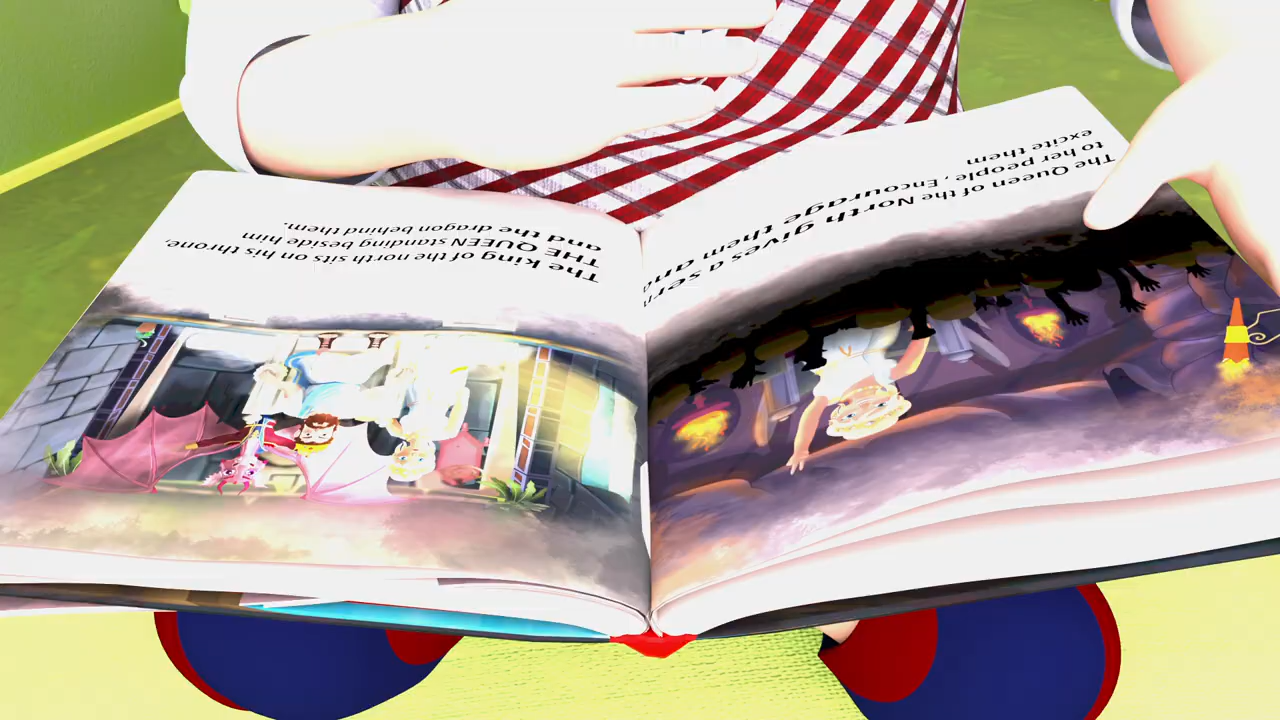 The Queen of the North gives a
to her people , Encourage them and
excite them
The king of the north sits on his throne,
THE QUEEN standing beside him
and the dragon behind them.